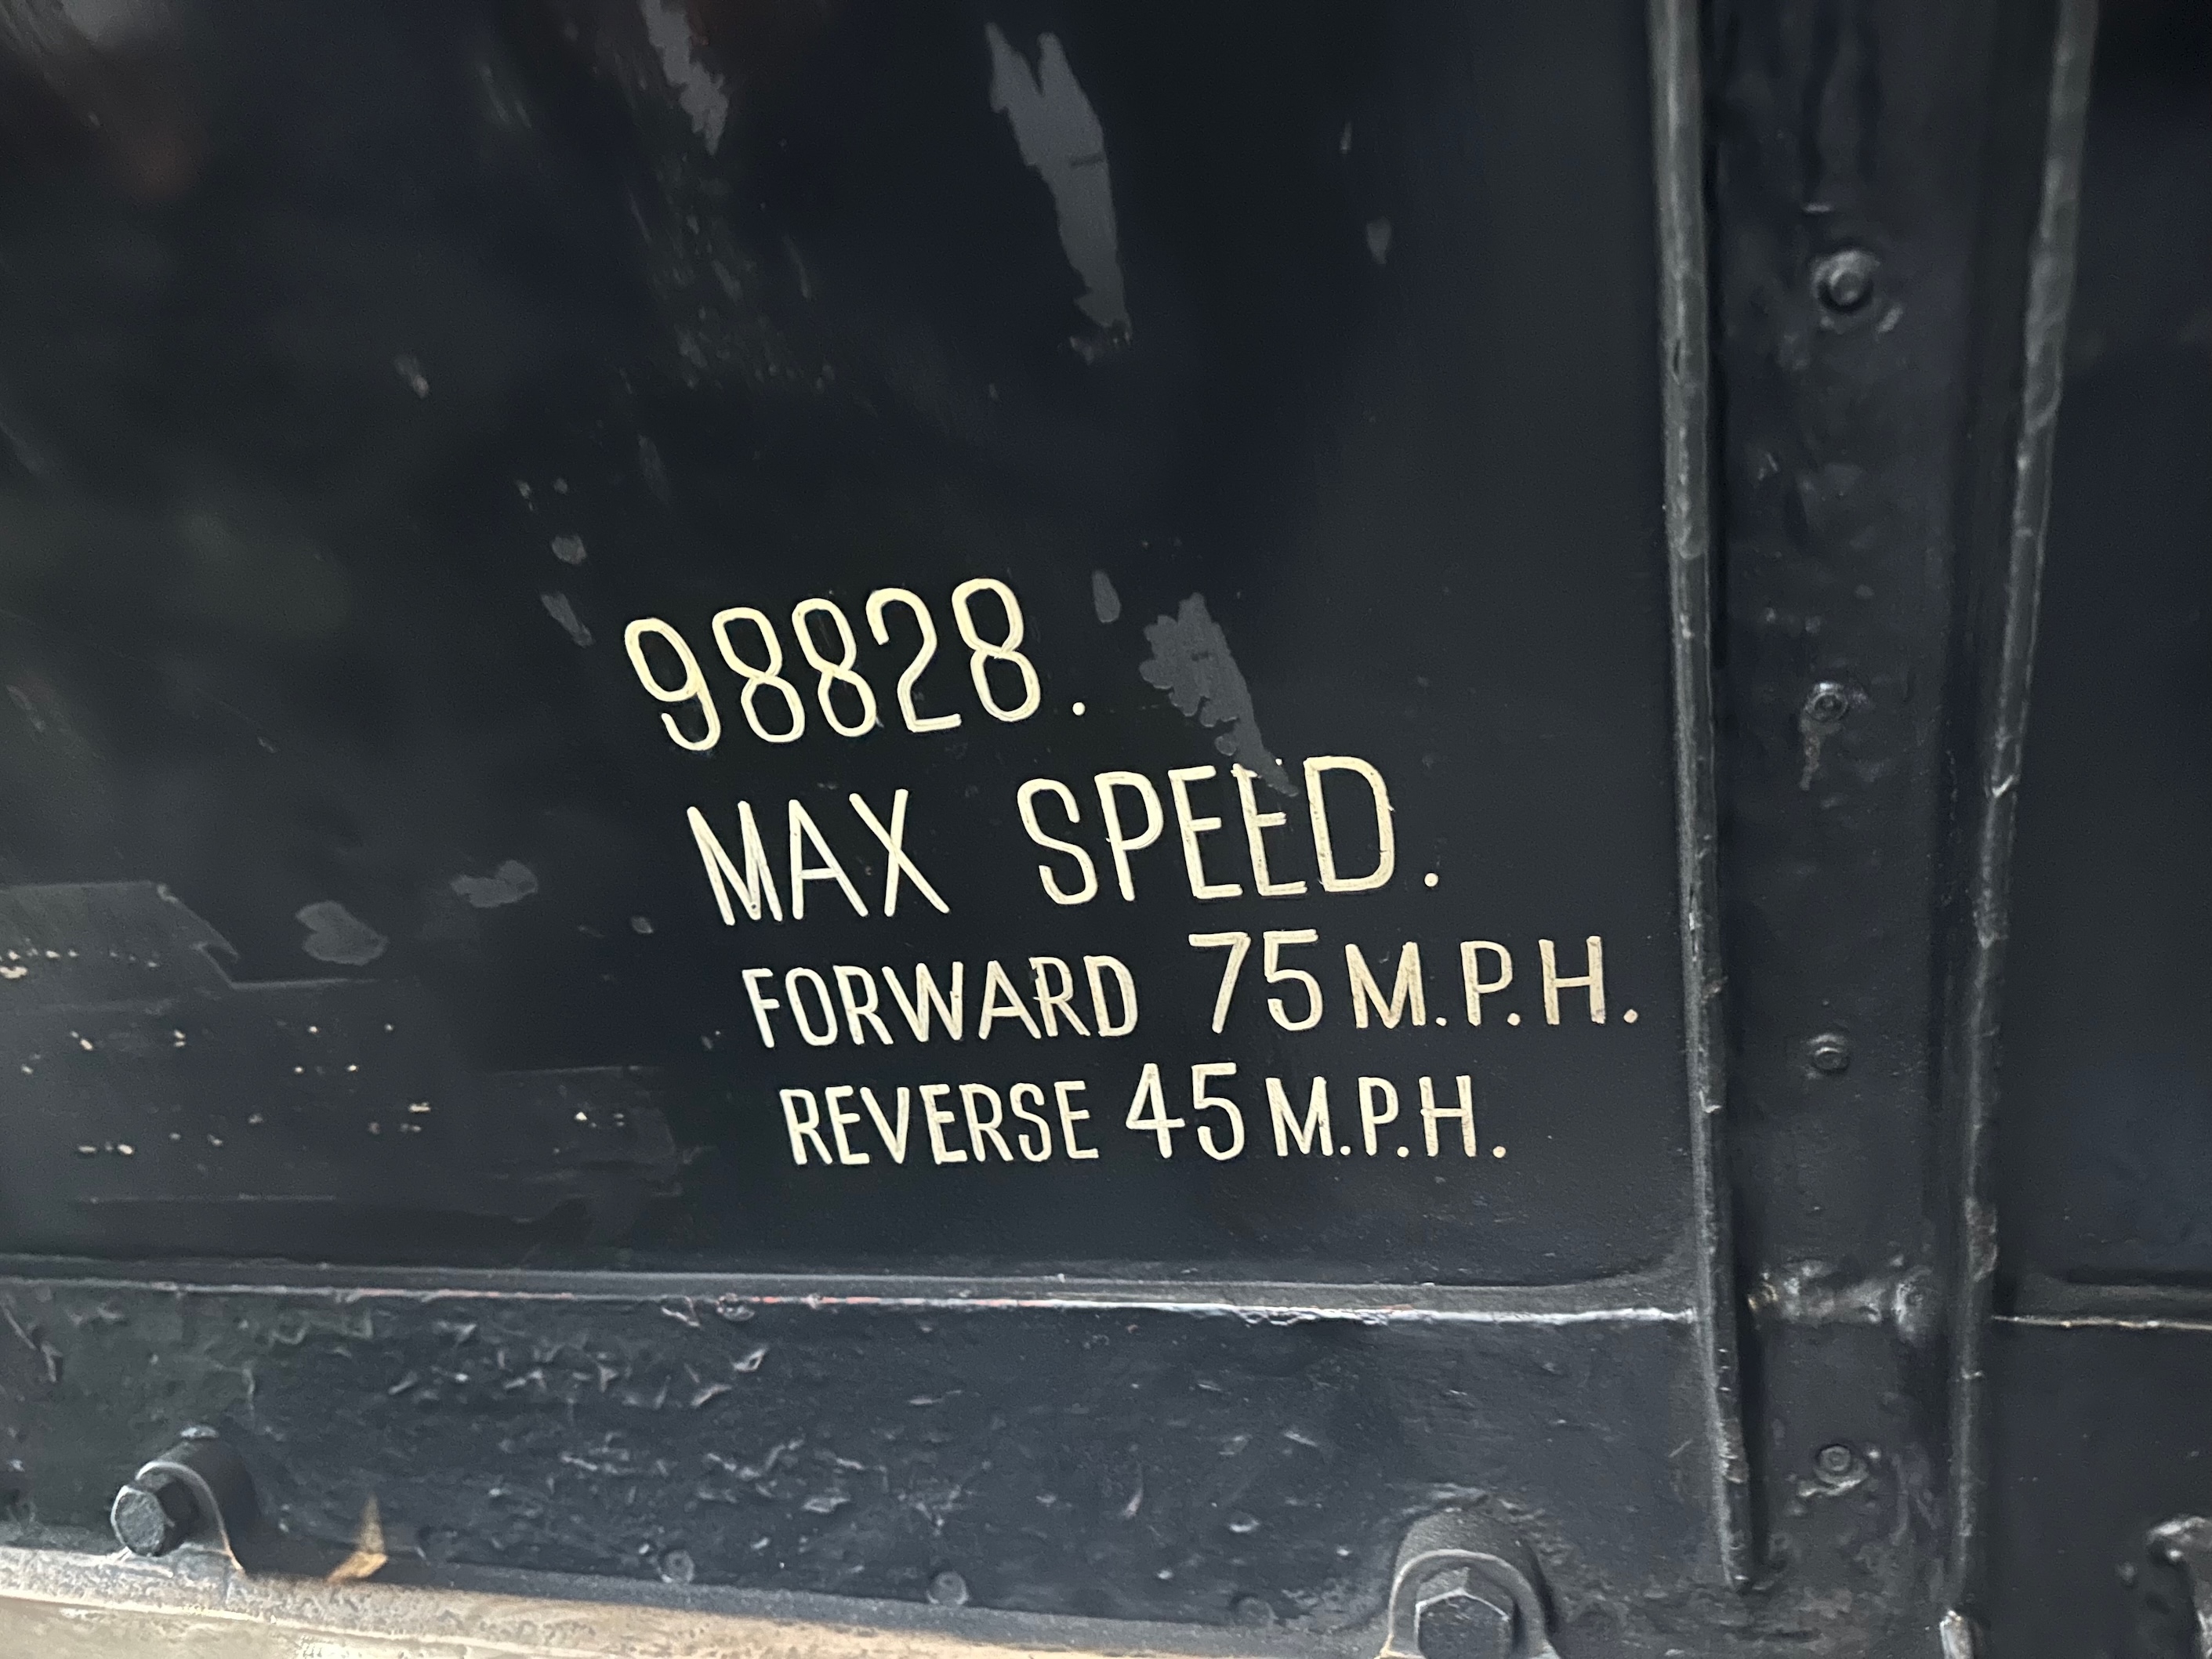 98828.
MAX SPEED.
FORWARD 75 M.P.H.
REVERSE 45 M.P.H.